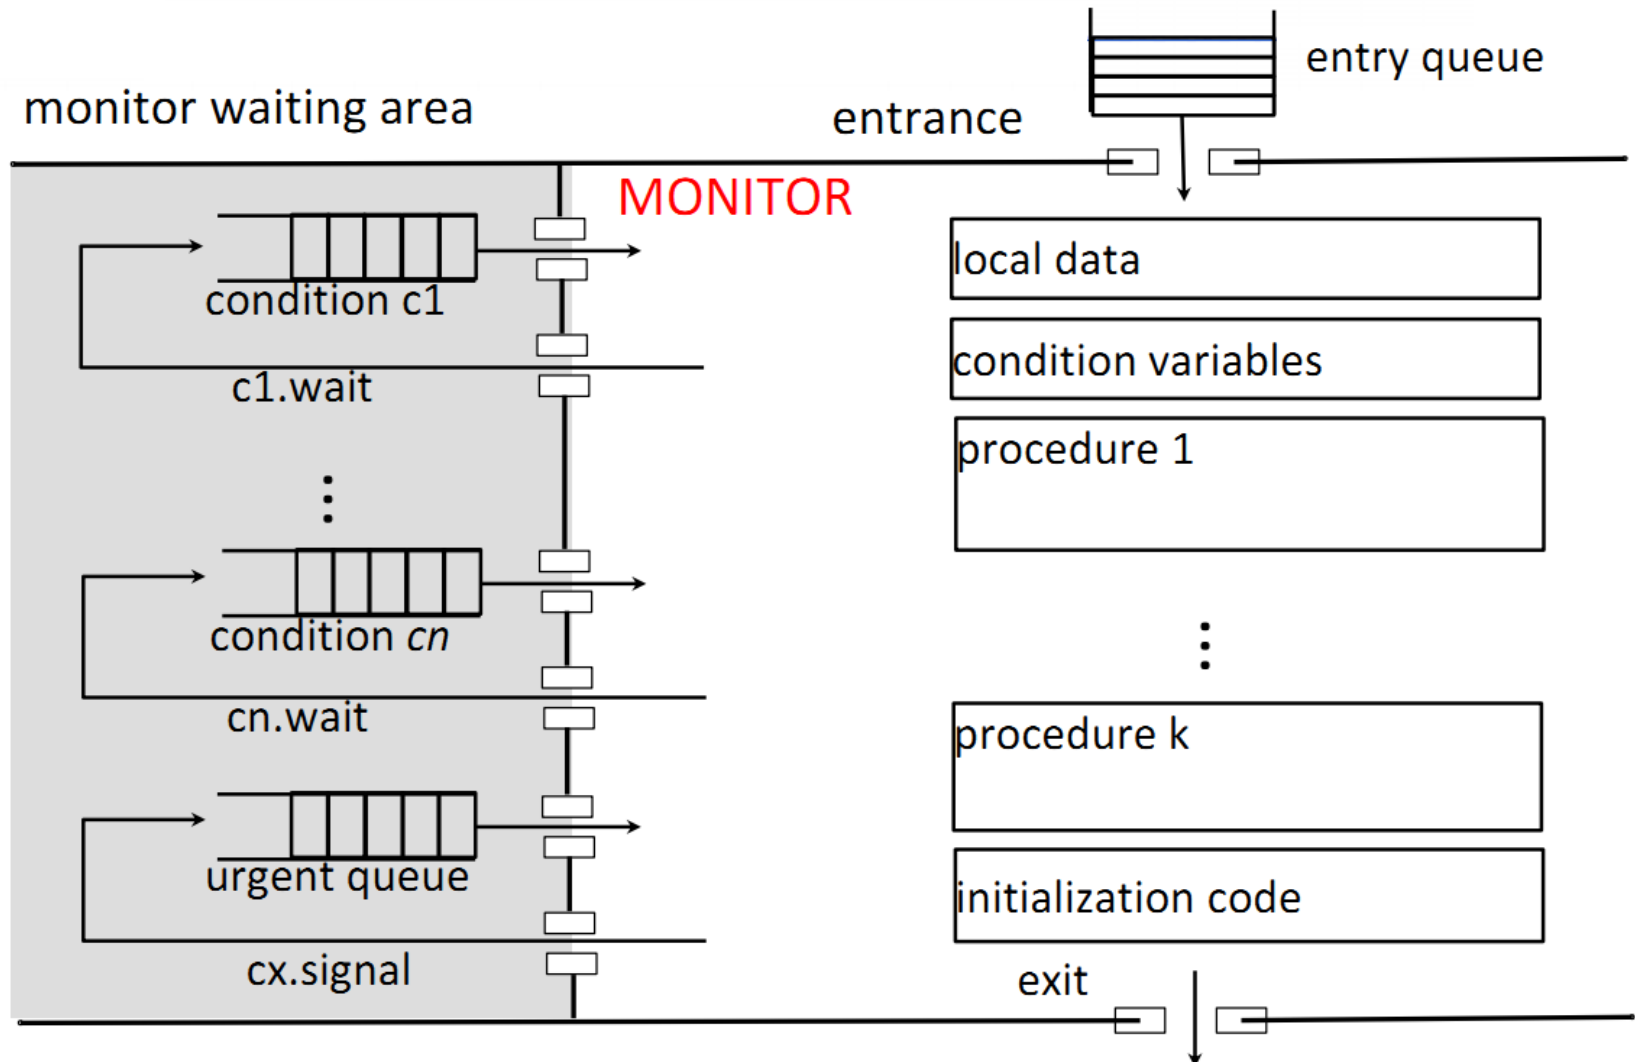 entry queue
monitor waiting area
entrance
MONITOR
local data
condition c1
condition variables
c1.wait
procedure 1
condition cn
cn.wait
procedure k
urgent queue
initialization code
cx.signal
exit